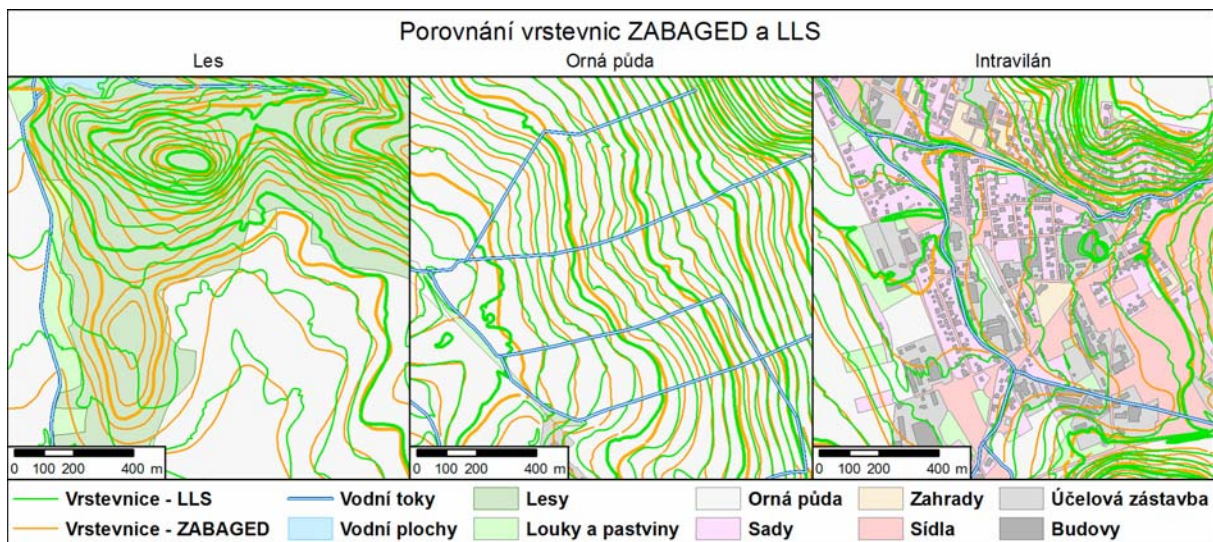 Porovnání vrstevnic ZABAGED a LLS
Les Orná půda Intravilán
0 100 200 400 m 0 100 200 400 m 0 100 200 400 m
Vrstevnice - LLS Vodní toky Lesy Orná půda Zahrady Účelová zástavba
Vrstevnice - ZABAGED Vodní plochy Louky a pastviny Sady Sídla Budovy